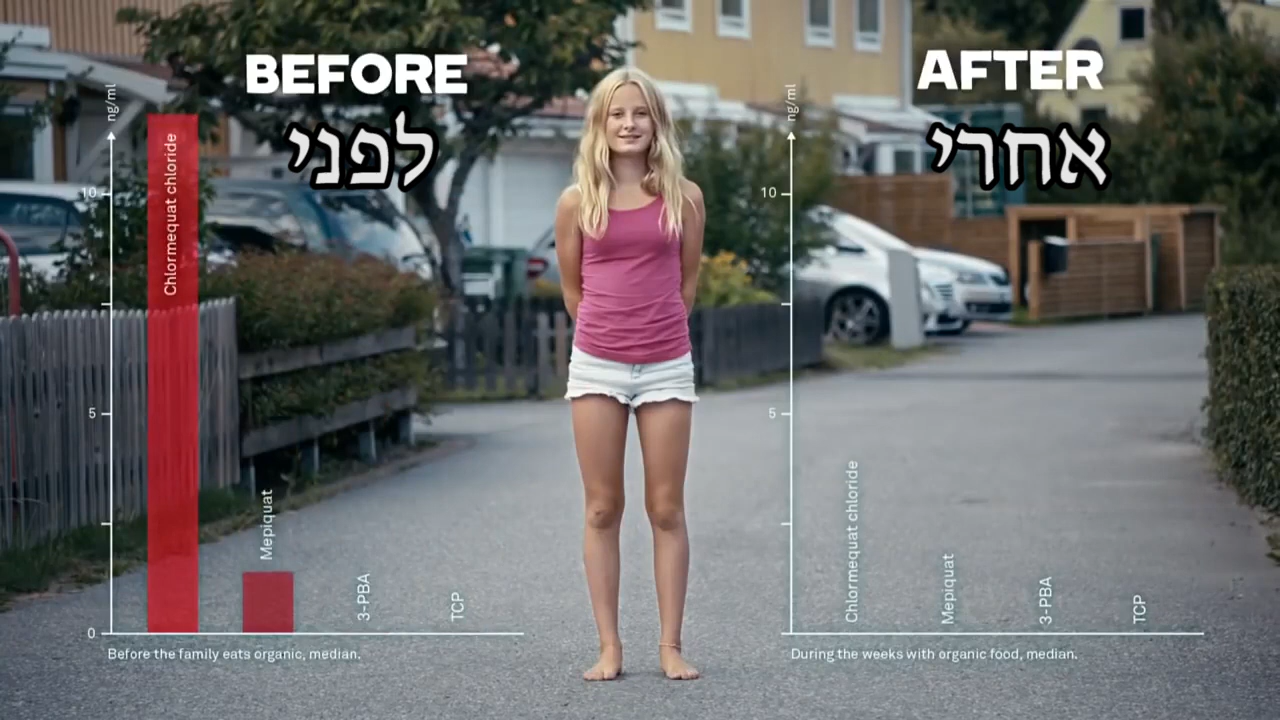 BEFORE
לפני
ng/ml
10
5
0
Chlormequat chloride
Mepiquat
3-PBA
TCP
Before the family eats organic, median.
AFTER
אחרי
ng/ml
10
5
Chlormequat chloride
Mepiquat
3-PBA
TCP
During the weeks with organic food, median.